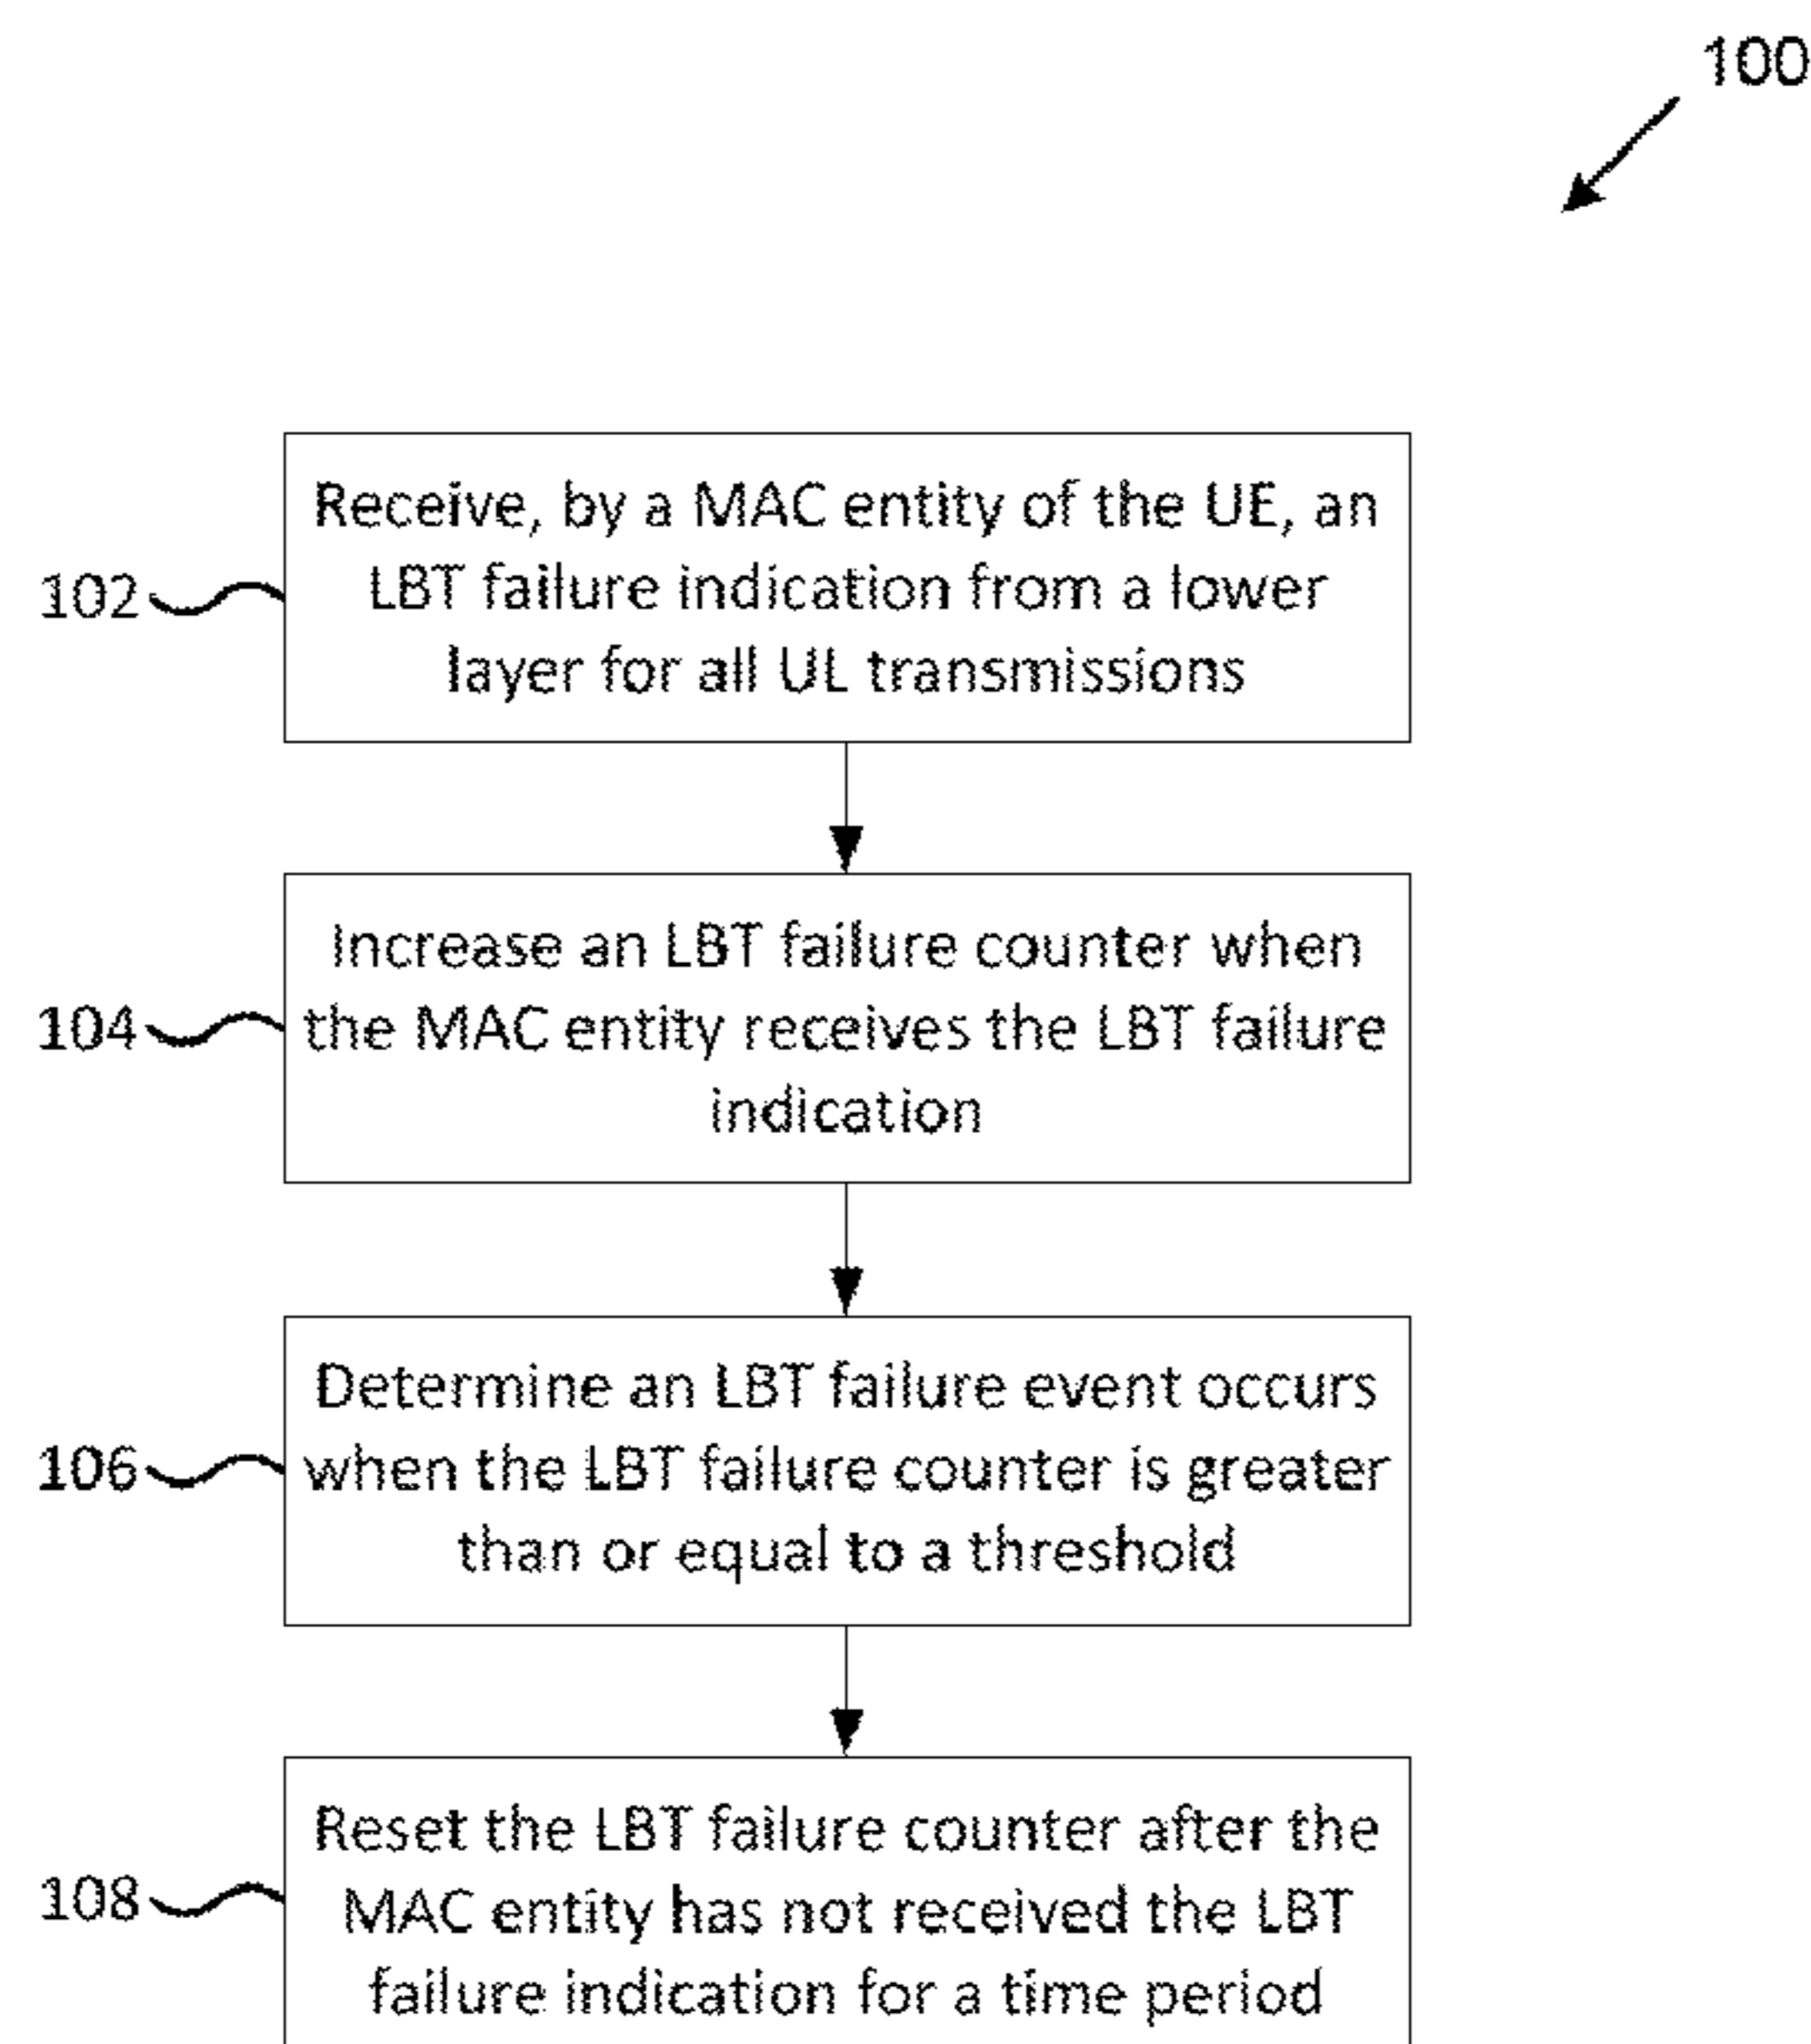 100
Receive, by a MAC entity of the UE, an
LBT failure indication from a lower
layer for all UL transmissions
102
Increase an LBT failure counter when
the MAC entity receives the LBT failure
indication
104
Determine an LBT failure event occurs
when the LBT failure counter is greater
than or equal to a threshold
106
Reset the LBT failure counter after the
MAC entity has not received the LBT
failure indication for a time period
108